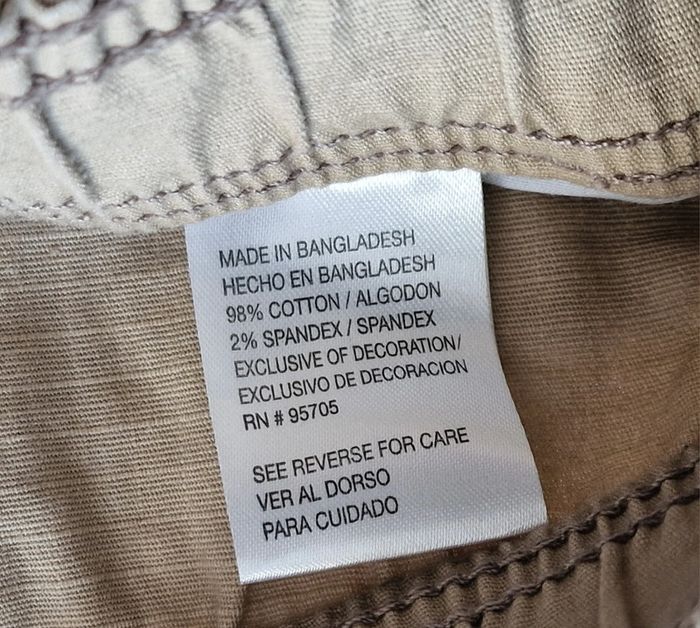 MADE IN BANGLADESH
HECHO EN BANGLADESH
98% COTTON / ALGODON
2% SPANDEX / SPANDEX
EXCLUSIVE OF DECORATION/
EXCLUSIVO DE DECORACION
RN # 95705
SEE REVERSE FOR CARE
VER AL DORSO
PARA CUIDADO